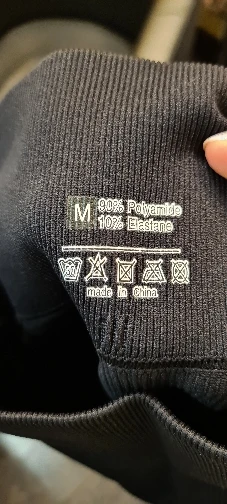 M 90% Polyamide
10% Elastane
made in China